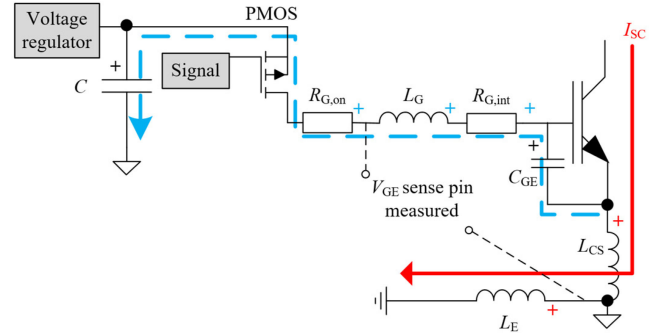 Voltage
regulator
PMOS
I_SC
+
C
Signal
R_G,on
+
L_G
+
R_G,int
+
+
C_GE
V_GE sense pin
measured
+
L_CS
+
L_E